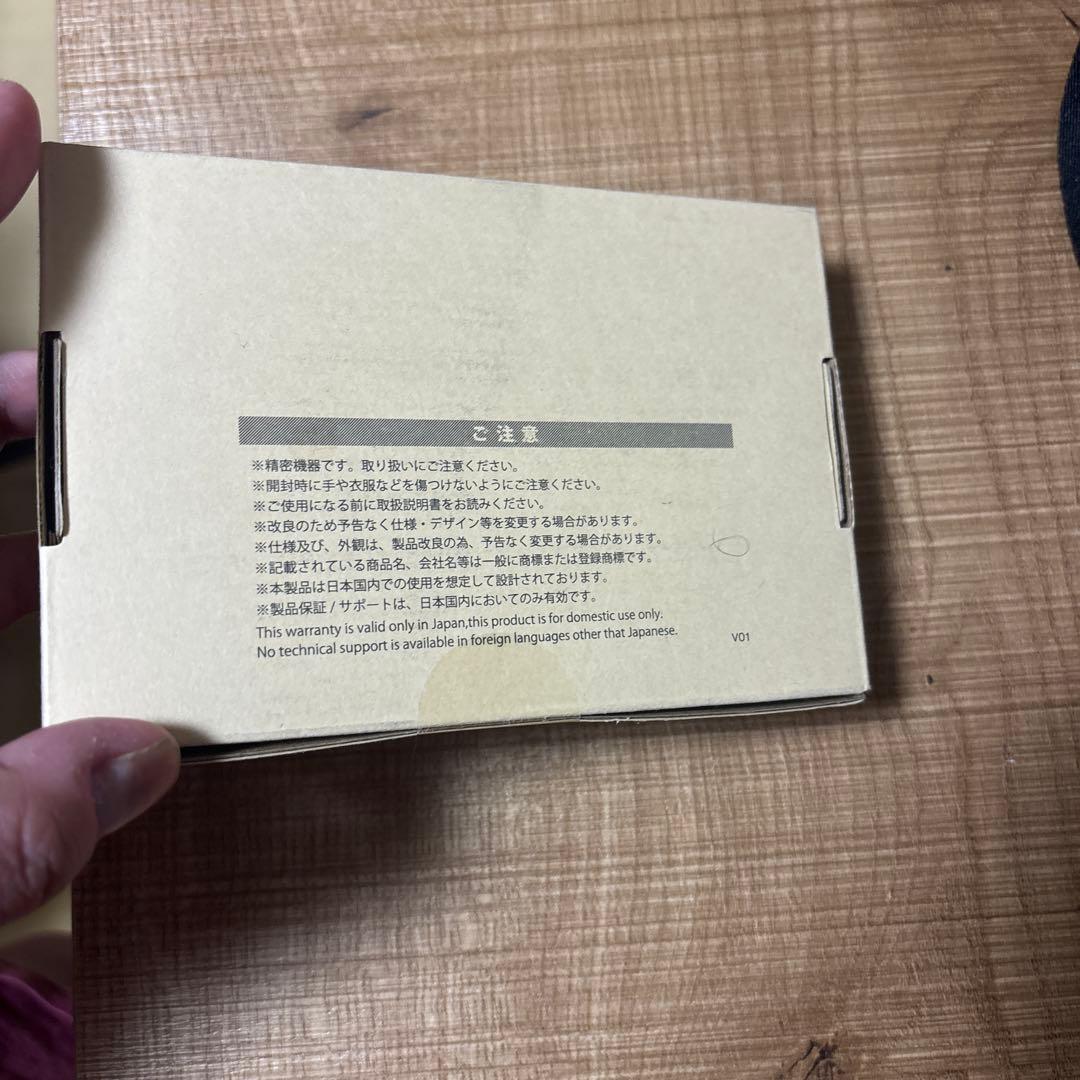 ご注意
※精密機器です。取り扱いにご注意ください。
※開封時に手や衣服などを傷つけないようにご注意ください。
※ご使用になる前に取扱説明書をお読みください。
※改良のため予告なく仕様・デザイン等を変更する場合があります。
※仕様及び、外観は、製品改良の為、予告なく変更する場合があります。
※記載されている商品名、会社名等は一般に商標または登録商標です。
※本製品は日本国内での使用を想定して設計されております。
※製品保証 / サポートは、日本国内においてのみ有効です。
This warranty is valid only in Japan,this product is for domestic use only.
No technical support is available in foreign languages other that Japanese.
V01